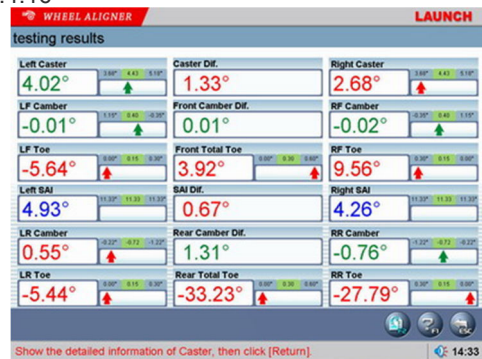 WHEEL ALIGNER LAUNCH
testing results
Left Caster Caster Dif. Right Caster
4.02° 3.68° 4.43 5.18° 1.33° 2.68° 3.68° 4.43 5.18°
LF Camber Front Camber Dif. RF Camber
-0.01° 1.15° 0.40 -0.35° 0.01° -0.02° -0.35° 0.40 1.15°
LF Toe Front Total Toe RF Toe
-5.64° 0.00° 0.15 0.30° 3.92° 0.00° 0.30 0.60° 9.56° 0.30° 0.15 0.00°
Left SAI SAI Dif. Right SAI
4.93° 11.33° 11.33 11.33° 0.67° 4.26° 11.33° 11.33 11.33°
LR Camber Rear Camber Dif. RR Camber
0.55° -0.22° -0.72 -1.22° 1.31° -0.76° -1.22° -0.72 -0.22°
LR Toe Rear Total Toe RR Toe
-5.44° 0.00° 0.15 0.30° -33.23° 0.00° 0.30 0.60° -27.79° 0.30° 0.15 0.00°
F1 ESC
Show the detailed information of Caster, then click [Return]. 14:33